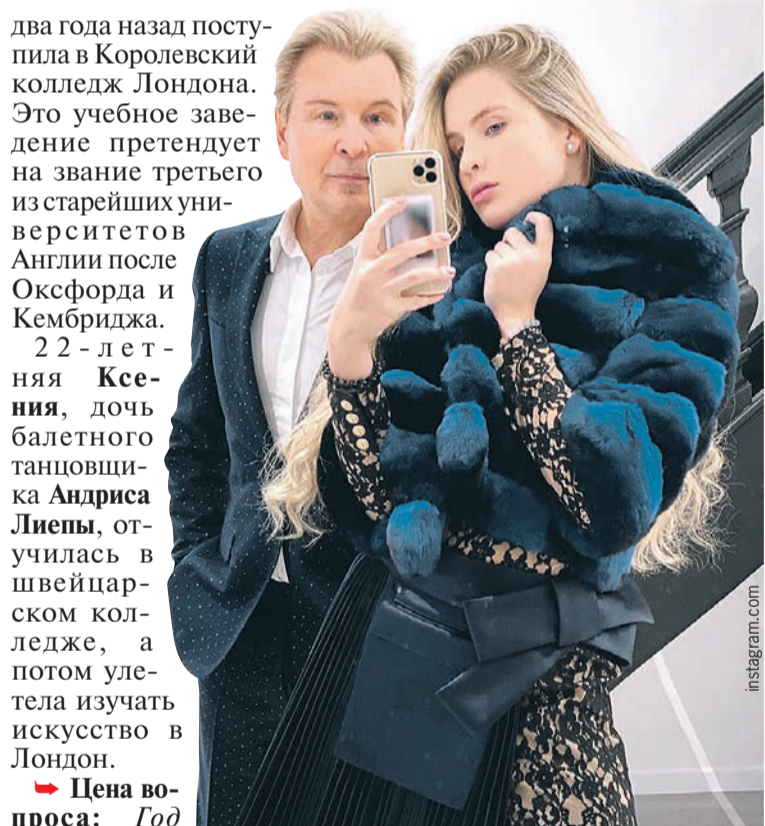 два года назад посту-
пила в Королевский
колледж Лондона.
Это учебное заве-
дение претендует
на звание третьего
из старейших уни-
верситетов
Англии после
Оксфорда и
Кембриджа.
22-лет-
няя Ксе-
ния, дочь
балетного
танцовщи-
ка Андриса
Лиепы, от-
училась в
швейцар-
ском кол-
ледже, а
потом уле-
тела изучать
искусство в
Лондон.
➥ Цена во-
проса: Год
instagram.com